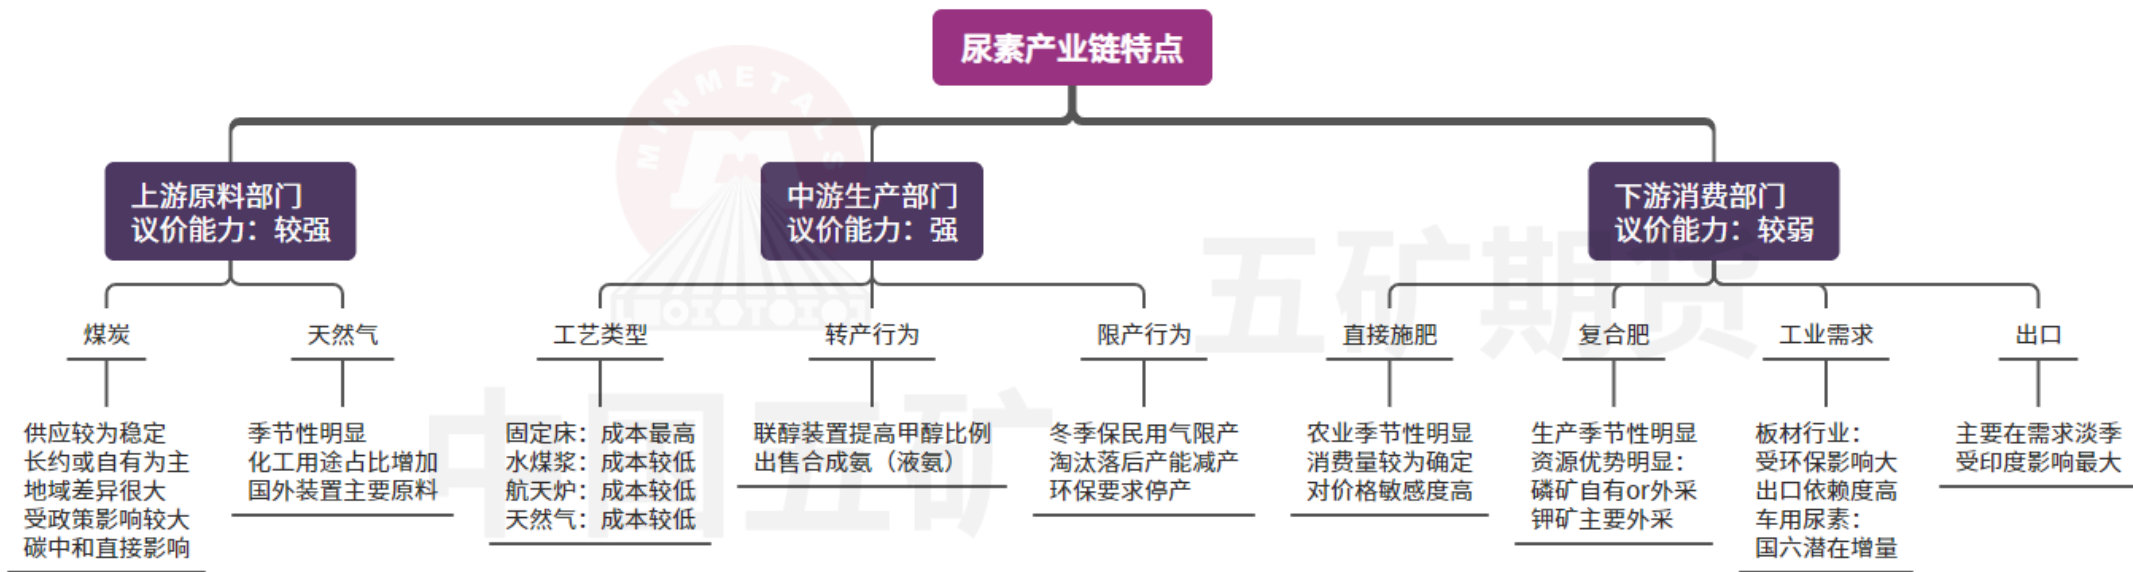 尿素产业链特点
上游原料部门
议价能力：较强
中游生产部门
议价能力：强
下游消费部门
议价能力：较弱
煤炭
供应较为稳定
长约或自有为主
地域差异很大
受政策影响较大
碳中和直接影响
天然气
季节性明显
化工用途占比增加
国外装置主要原料
工艺类型
固定床：成本最高
水煤浆：成本较低
航天炉：成本较低
天然气：成本较低
转产行为
联醇装置提高甲醇比例
出售合成氨（液氨）
限产行为
冬季保民用气限产
淘汰落后产能减产
环保要求停产
直接施肥
农业季节性明显
消费量较为确定
对价格敏感度高
复合肥
生产季节性明显
资源优势明显：
磷矿自有or外采
钾矿主要外采
工业需求
板材行业：
受环保影响大
出口依赖度高
车用尿素：
国六潜在增量
出口
主要在需求淡季
受印度影响最大
MINMETALS
中国五矿
五矿期货